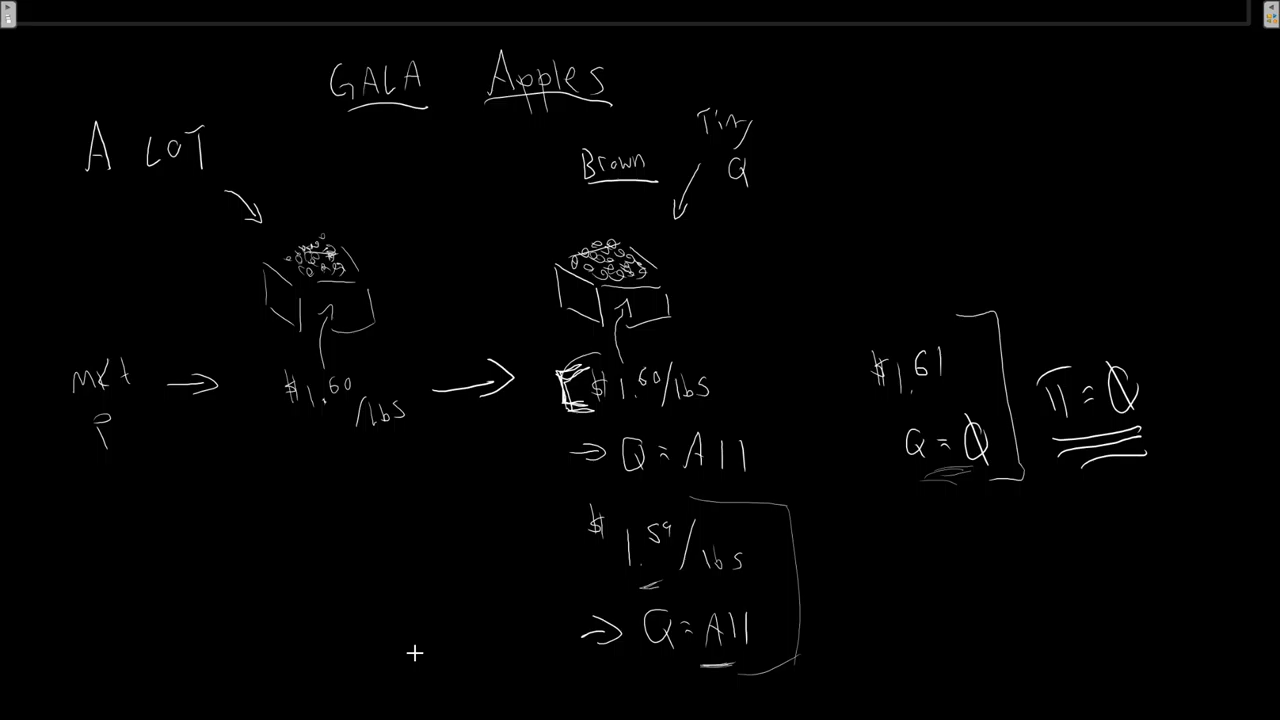 GALA Apples
A LOT
Brown
Tiny
Q
mkt
P
$1.60/lbs
$1.60/lbs
$1.61
Π=0
Q=0
⇒ Q=All
$1.59/lbs
⇒ Q=All